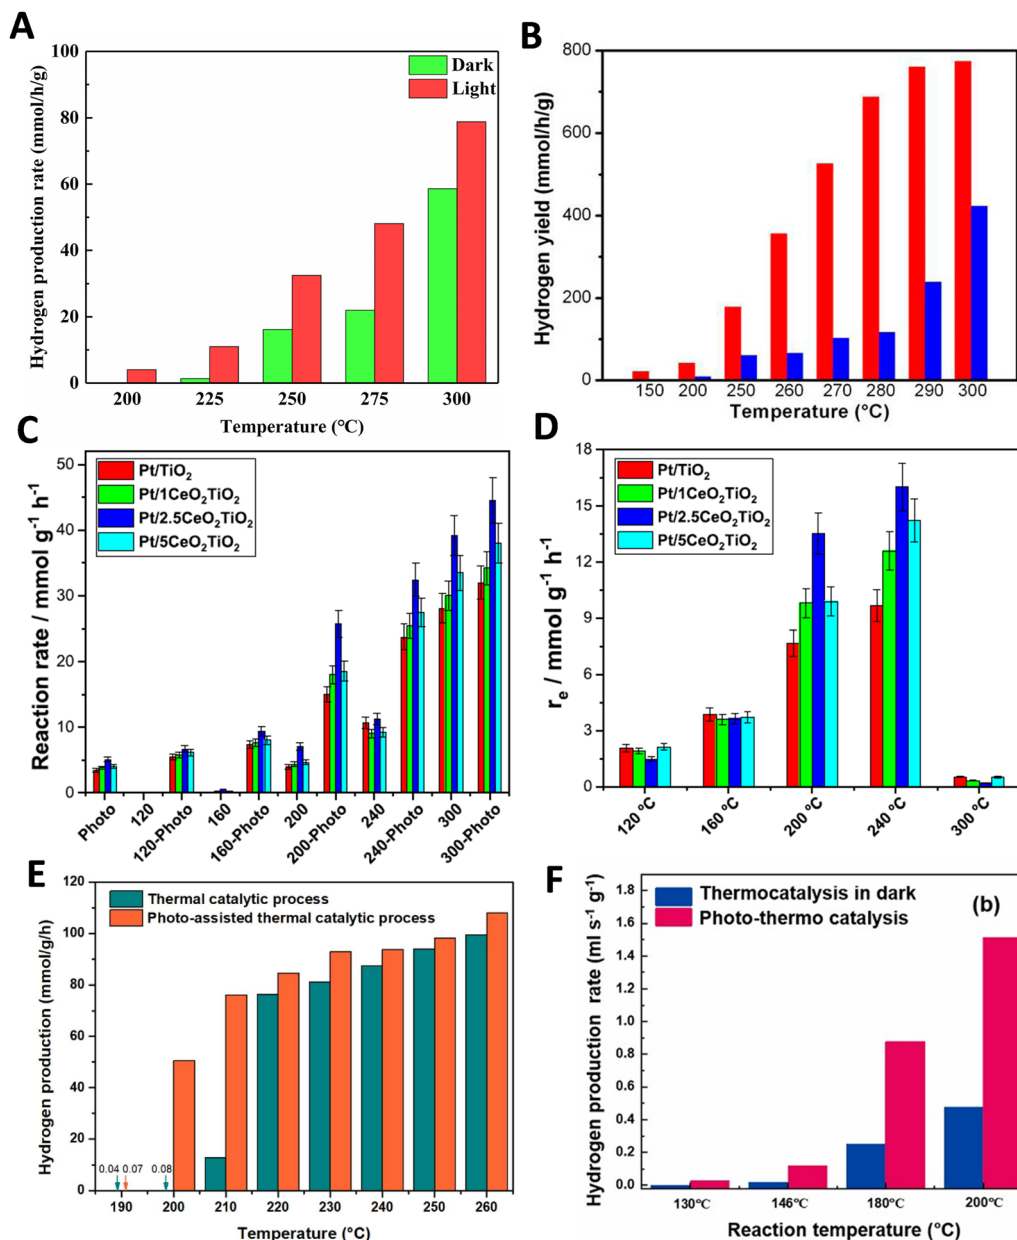 A
Hydrogen production rate (mmol/h/g)
100
80
60
40
20
0
Dark
Light
200 225 250 275 300
Temperature (℃)
B
Hydrogen yield (mmol/h/g)
800
600
400
200
0
150 200 250 260 270 280 290 300
Temperature (°C)
C
Reaction rate / mmol g⁻¹ h⁻¹
50
40
30
20
10
0
Pt/TiO₂
Pt/1CeO₂TiO₂
Pt/2.5CeO₂TiO₂
Pt/5CeO₂TiO₂
Photo 120 120-Photo 160 160-Photo 200 200-Photo 240 240-Photo 300 300-Photo
D
rₑ / mmol g⁻¹ h⁻¹
18
15
12
9
6
3
0
Pt/TiO₂
Pt/1CeO₂TiO₂
Pt/2.5CeO₂TiO₂
Pt/5CeO₂TiO₂
120 ºC 160 ºC 200 ºC 240 ºC 300 ºC
E
Hydrogen production (mmol/g/h)
120
100
80
60
40
20
0
Thermal catalytic process
Photo-assisted thermal catalytic process
0.04 0.07 0.08
190 200 210 220 230 240 250 260
Temperature (°C)
F
Hydrogen production rate (ml s⁻¹ g⁻¹)
1.8
1.6
1.4
1.2
1.0
0.8
0.6
0.4
0.2
0.0
Thermocatalysis in dark
Photo-thermo catalysis
(b)
130℃ 146℃ 180℃ 200℃
Reaction temperature (°C)